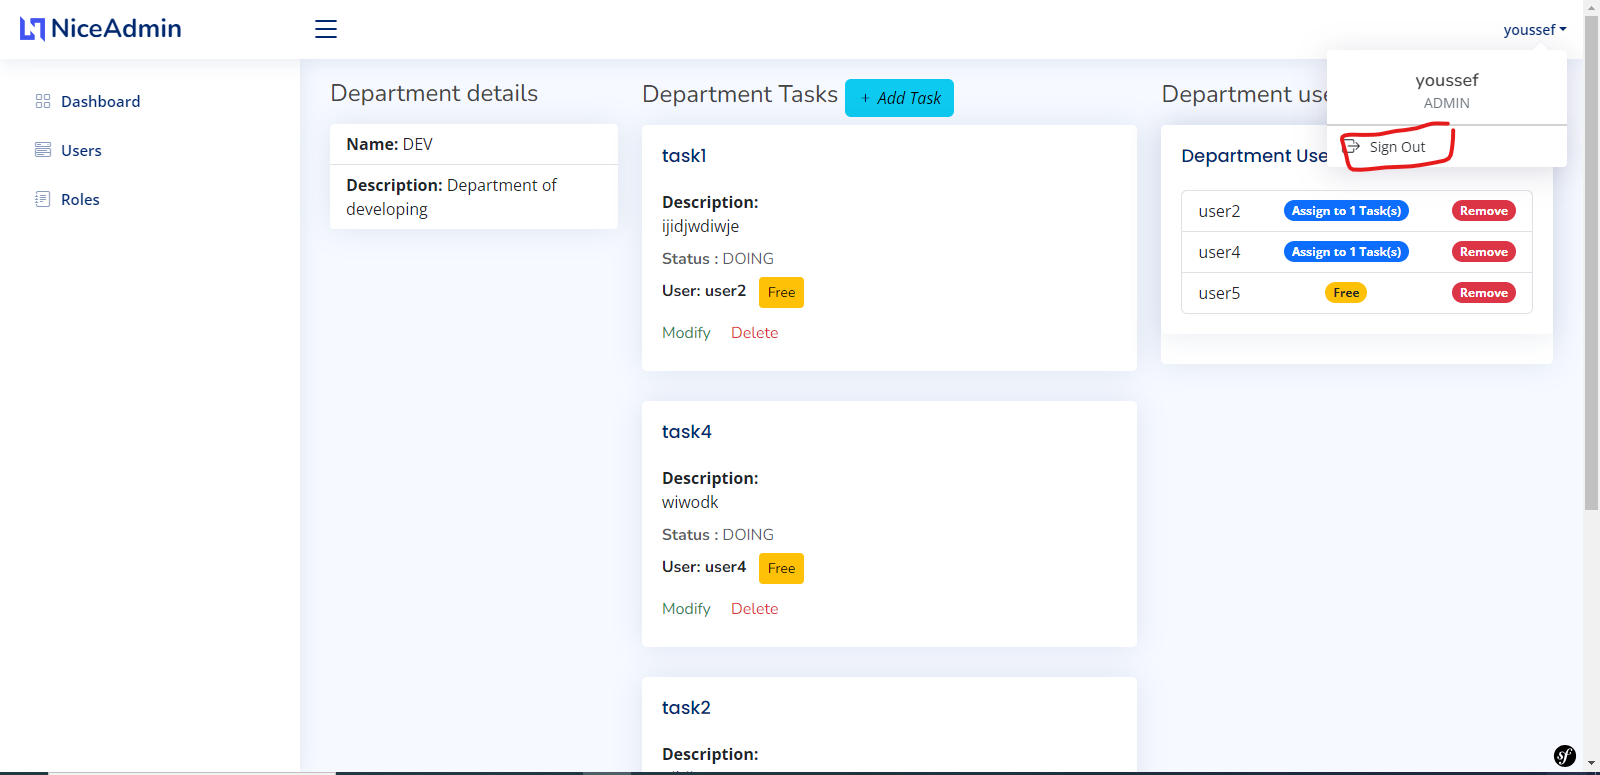 NiceAdmin
youssef
Dashboard
Users
Roles
Department details
Name: DEV
Description: Department of
developing
Department Tasks
+ Add Task
task1
Description:
ijidjwdiwje
Status : DOING
User: user2 Free
Modify Delete
task4
Description:
wiwodk
Status : DOING
User: user4 Free
Modify Delete
task2
Description:
Department use
youssef
ADMIN
Sign Out
Department Use
user2 Assign to 1 Task(s) Remove
user4 Assign to 1 Task(s) Remove
user5 Free Remove
sf